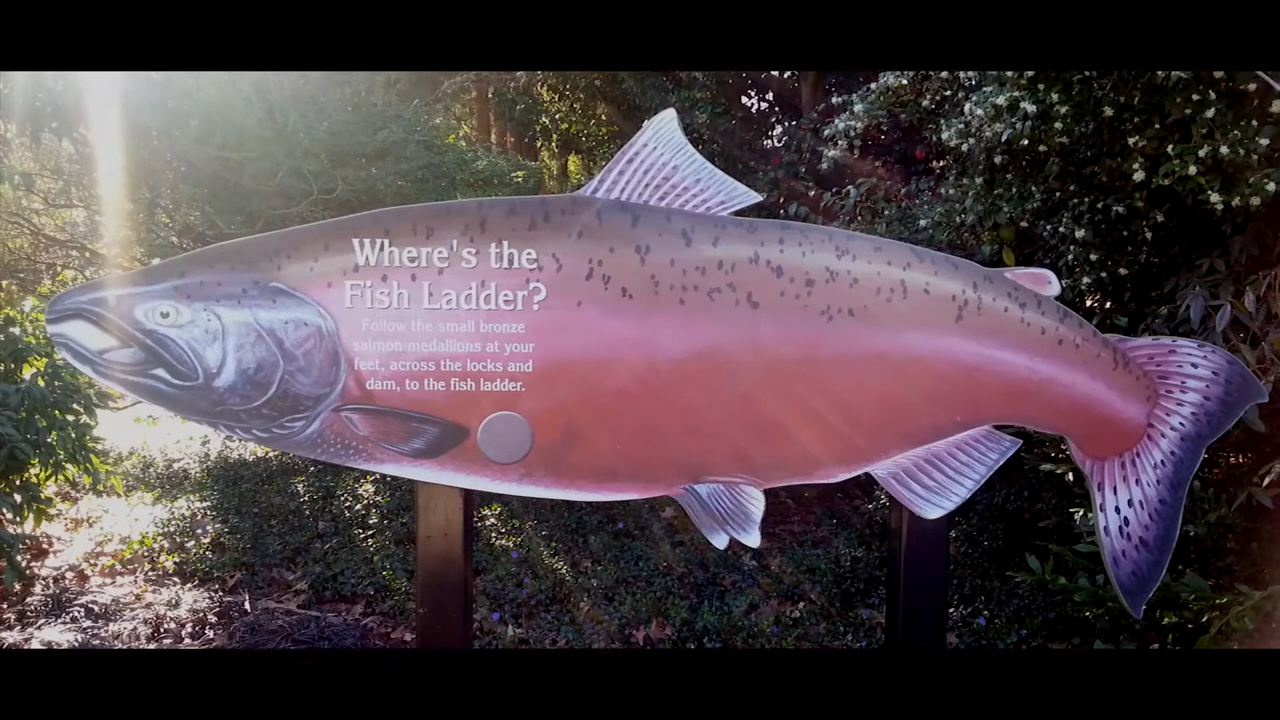 Where's the
Fish Ladder?
Follow the small bronze
salmon medallions at your
feet, across the locks and
dam, to the fish ladder.